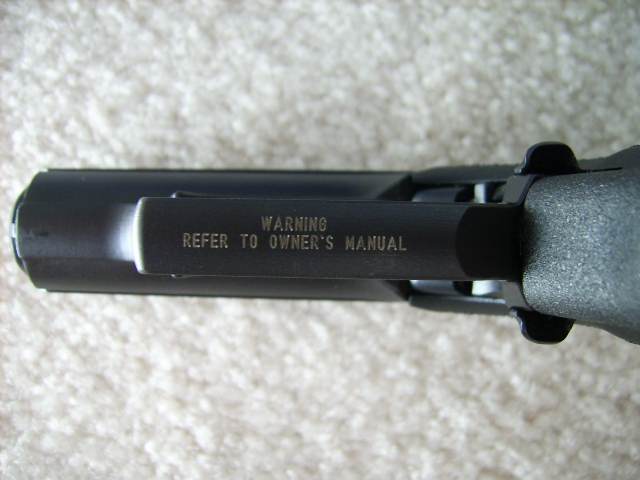 WARNING
REFER TO OWNER'S MANUAL